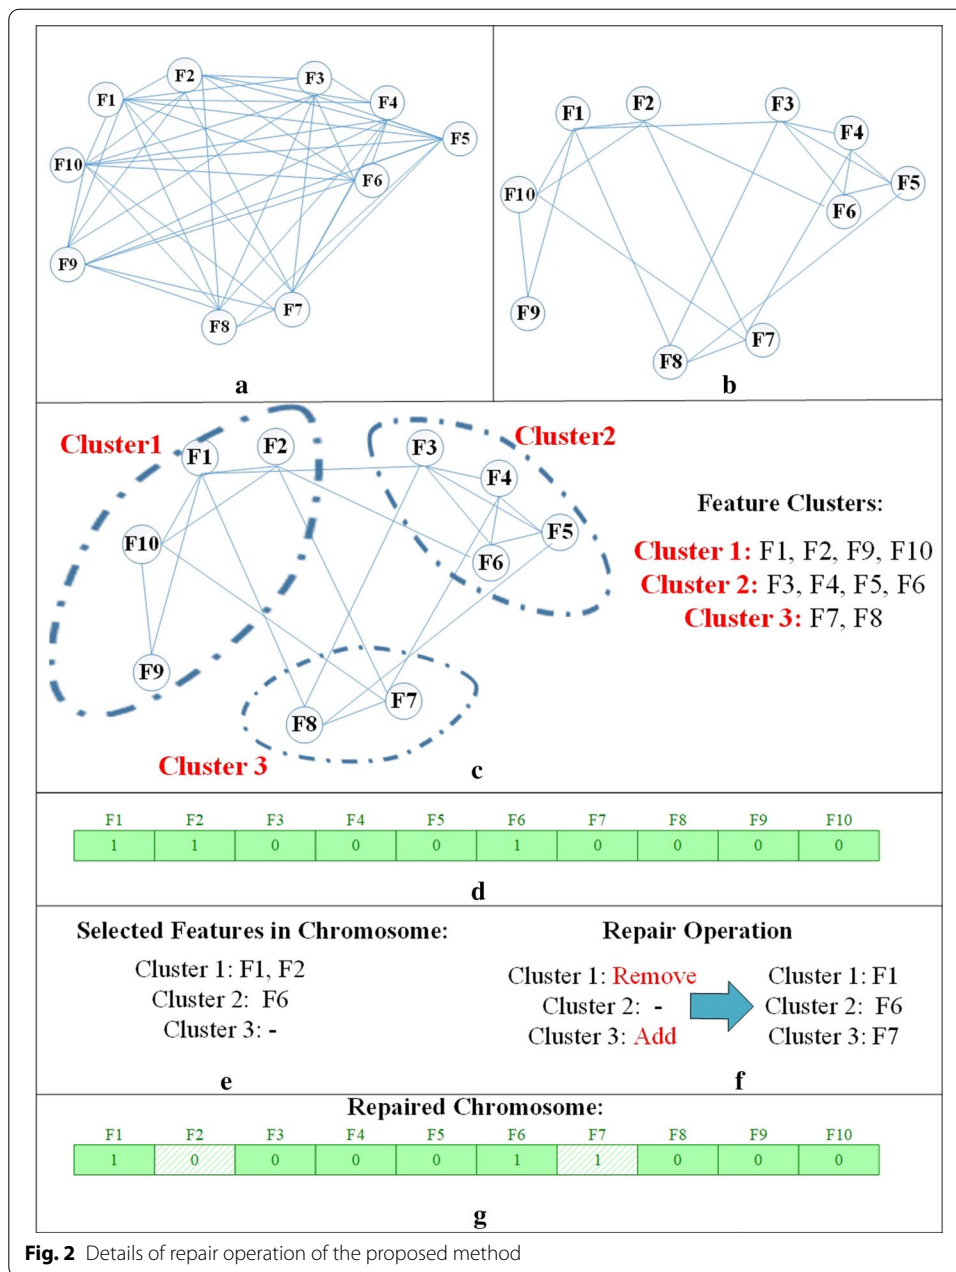 F2
F3
F1
F4
F5
F10
F6
F9
F7
F8
a
F2
F3
F1
F4
F5
F10
F6
F9
F7
F8
b
Cluster1
F1
F2
F3
Cluster2
F4
F5
F10
F6
F9
F7
F8
Cluster 3
c
Feature Clusters:
Cluster 1: F1, F2, F9, F10
Cluster 2: F3, F4, F5, F6
Cluster 3: F7, F8
F1 F2 F3 F4 F5 F6 F7 F8 F9 F10
1 1 0 0 0 1 0 0 0 0
d
Selected Features in Chromosome:
Cluster 1: F1, F2
Cluster 2: F6
Cluster 3: -
e
Repair Operation
Cluster 1: Remove
Cluster 2: -
Cluster 3: Add
Cluster 1: F1
Cluster 2: F6
Cluster 3: F7
f
Repaired Chromosome:
F1 F2 F3 F4 F5 F6 F7 F8 F9 F10
1 0 0 0 0 1 1 0 0 0
g
Fig. 2 Details of repair operation of the proposed method